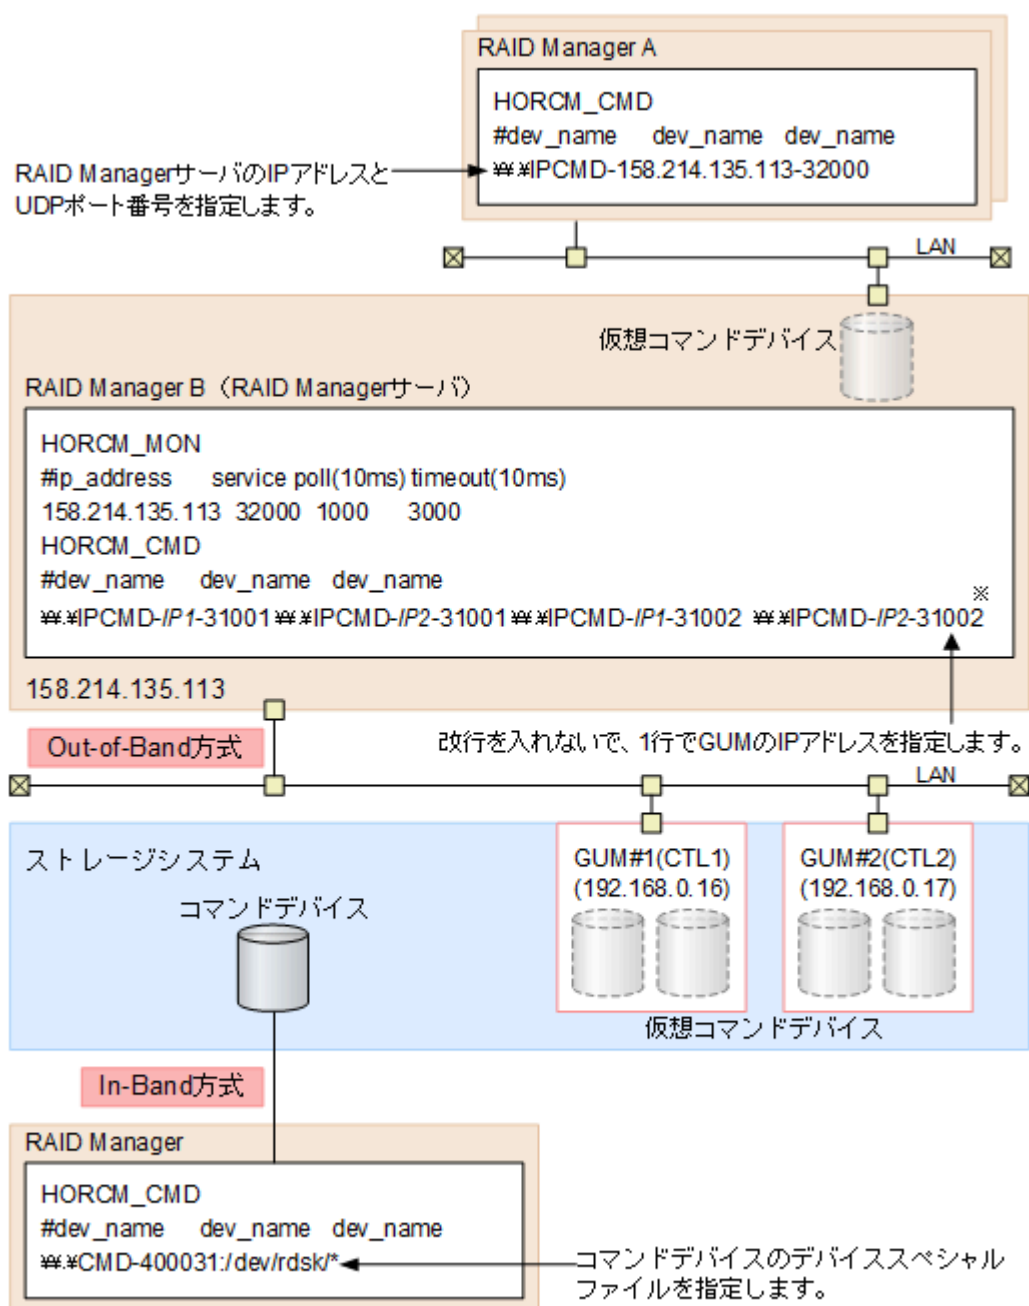 RAID Manager A
HORCM_CMD
#dev_name dev_name dev_name
¥¥.¥IPCMD-158.214.135.113-32000
RAID ManagerサーバのIPアドレスと
UDPポート番号を指定します。
LAN
仮想コマンドデバイス
RAID Manager B（RAID Managerサーバ）
HORCM_MON
#ip_address service poll(10ms) timeout(10ms)
158.214.135.113 32000 1000 3000
HORCM_CMD
#dev_name dev_name dev_name
※
¥¥.¥IPCMD-IP1-31001 ¥¥.¥IPCMD-IP2-31001 ¥¥.¥IPCMD-IP1-31002 ¥¥.¥IPCMD-IP2-31002
158.214.135.113
Out-of-Band方式
改行を入れないで、1行でGUMのIPアドレスを指定します。
LAN
ストレージシステム
コマンドデバイス
GUM#1(CTL1)
(192.168.0.16)
GUM#2(CTL2)
(192.168.0.17)
仮想コマンドデバイス
In-Band方式
RAID Manager
HORCM_CMD
#dev_name dev_name dev_name
¥¥.¥CMD-400031:/dev/rdsk/*
コマンドデバイスのデバイススペシャル
ファイルを指定します。